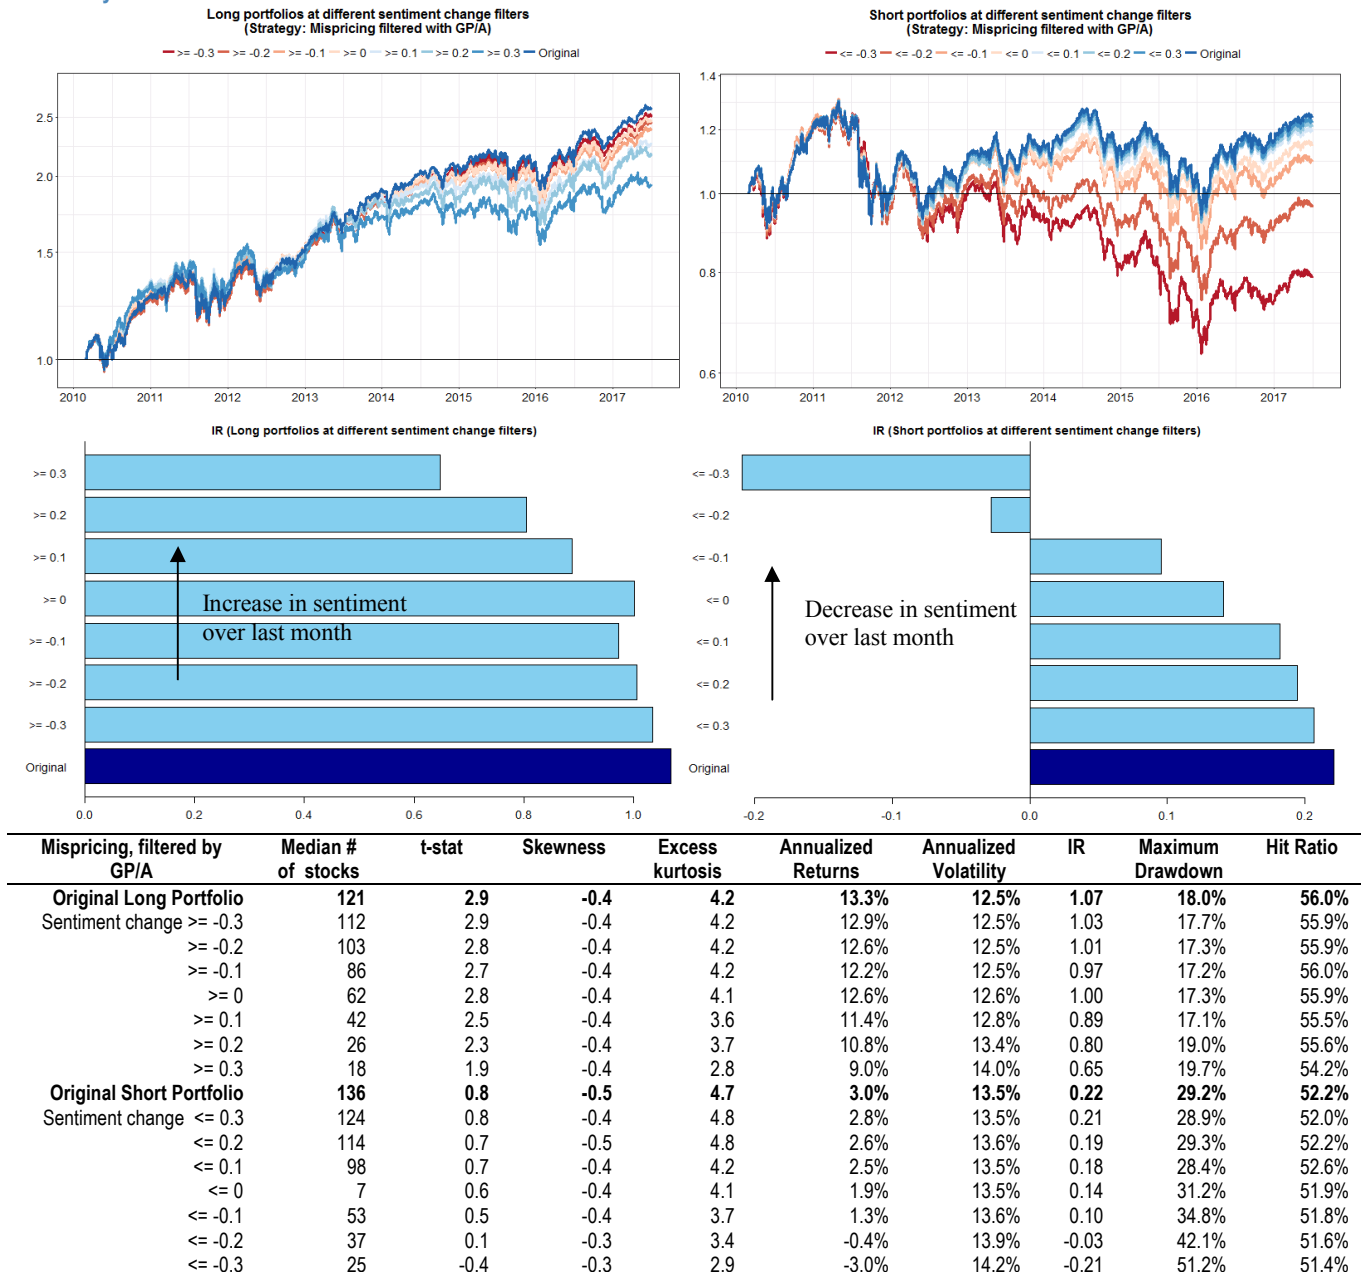 Long portfolios at different sentiment change filters
(Strategy: Mispricing filtered with GP/A)
>= -0.3 >= -0.2 >= -0.1 >= 0 >= 0.1 >= 0.2 >= 0.3 Original
2.5
2.0
1.5
1.0
2010 2011 2012 2013 2014 2015 2016 2017
Short portfolios at different sentiment change filters
(Strategy: Mispricing filtered with GP/A)
<= -0.3 <= -0.2 <= -0.1 <= 0 <= 0.1 <= 0.2 <= 0.3 Original
1.4
1.2
1.0
0.8
0.6
2010 2011 2012 2013 2014 2015 2016 2017
IR (Long portfolios at different sentiment change filters)
>= 0.3
>= 0.2
>= 0.1
>= 0
>= -0.1
>= -0.2
>= -0.3
Original
Increase in sentiment
over last month
0.0 0.2 0.4 0.6 0.8 1.0
IR (Short portfolios at different sentiment change filters)
<= -0.3
<= -0.2
<= -0.1
<= 0
<= 0.1
<= 0.2
<= 0.3
Original
Decrease in sentiment
over last month
-0.2 -0.1 0.0 0.1 0.2
Mispricing, filtered by GP/A Median # of stocks t-stat Skewness Excess kurtosis Annualized Returns Annualized Volatility IR Maximum Drawdown Hit Ratio
Original Long Portfolio 121 2.9 -0.4 4.2 13.3% 12.5% 1.07 18.0% 56.0%
Sentiment change >= -0.3 112 2.9 -0.4 4.2 12.9% 12.5% 1.03 17.7% 55.9%
>= -0.2 103 2.8 -0.4 4.2 12.6% 12.5% 1.01 17.3% 55.9%
>= -0.1 86 2.7 -0.4 4.2 12.2% 12.5% 0.97 17.2% 56.0%
>= 0 62 2.8 -0.4 4.1 12.6% 12.6% 1.00 17.3% 55.9%
>= 0.1 42 2.5 -0.4 3.6 11.4% 12.8% 0.89 17.1% 55.5%
>= 0.2 26 2.3 -0.4 3.7 10.8% 13.4% 0.80 19.0% 55.6%
>= 0.3 18 1.9 -0.4 2.8 9.0% 14.0% 0.65 19.7% 54.2%
Original Short Portfolio 136 0.8 -0.5 4.7 3.0% 13.5% 0.22 29.2% 52.2%
Sentiment change <= 0.3 124 0.8 -0.4 4.8 2.8% 13.5% 0.21 28.9% 52.0%
<= 0.2 114 0.7 -0.5 4.8 2.6% 13.6% 0.19 29.3% 52.2%
<= 0.1 98 0.7 -0.4 4.2 2.5% 13.5% 0.18 28.4% 52.6%
<= 0 7 0.6 -0.4 4.1 1.9% 13.5% 0.14 31.2% 51.9%
<= -0.1 53 0.5 -0.4 3.7 1.3% 13.6% 0.10 34.8% 51.8%
<= -0.2 37 0.1 -0.3 3.4 -0.4% 13.9% -0.03 42.1% 51.6%
<= -0.3 25 -0.4 -0.3 2.9 -3.0% 14.2% -0.21 51.2% 51.4%